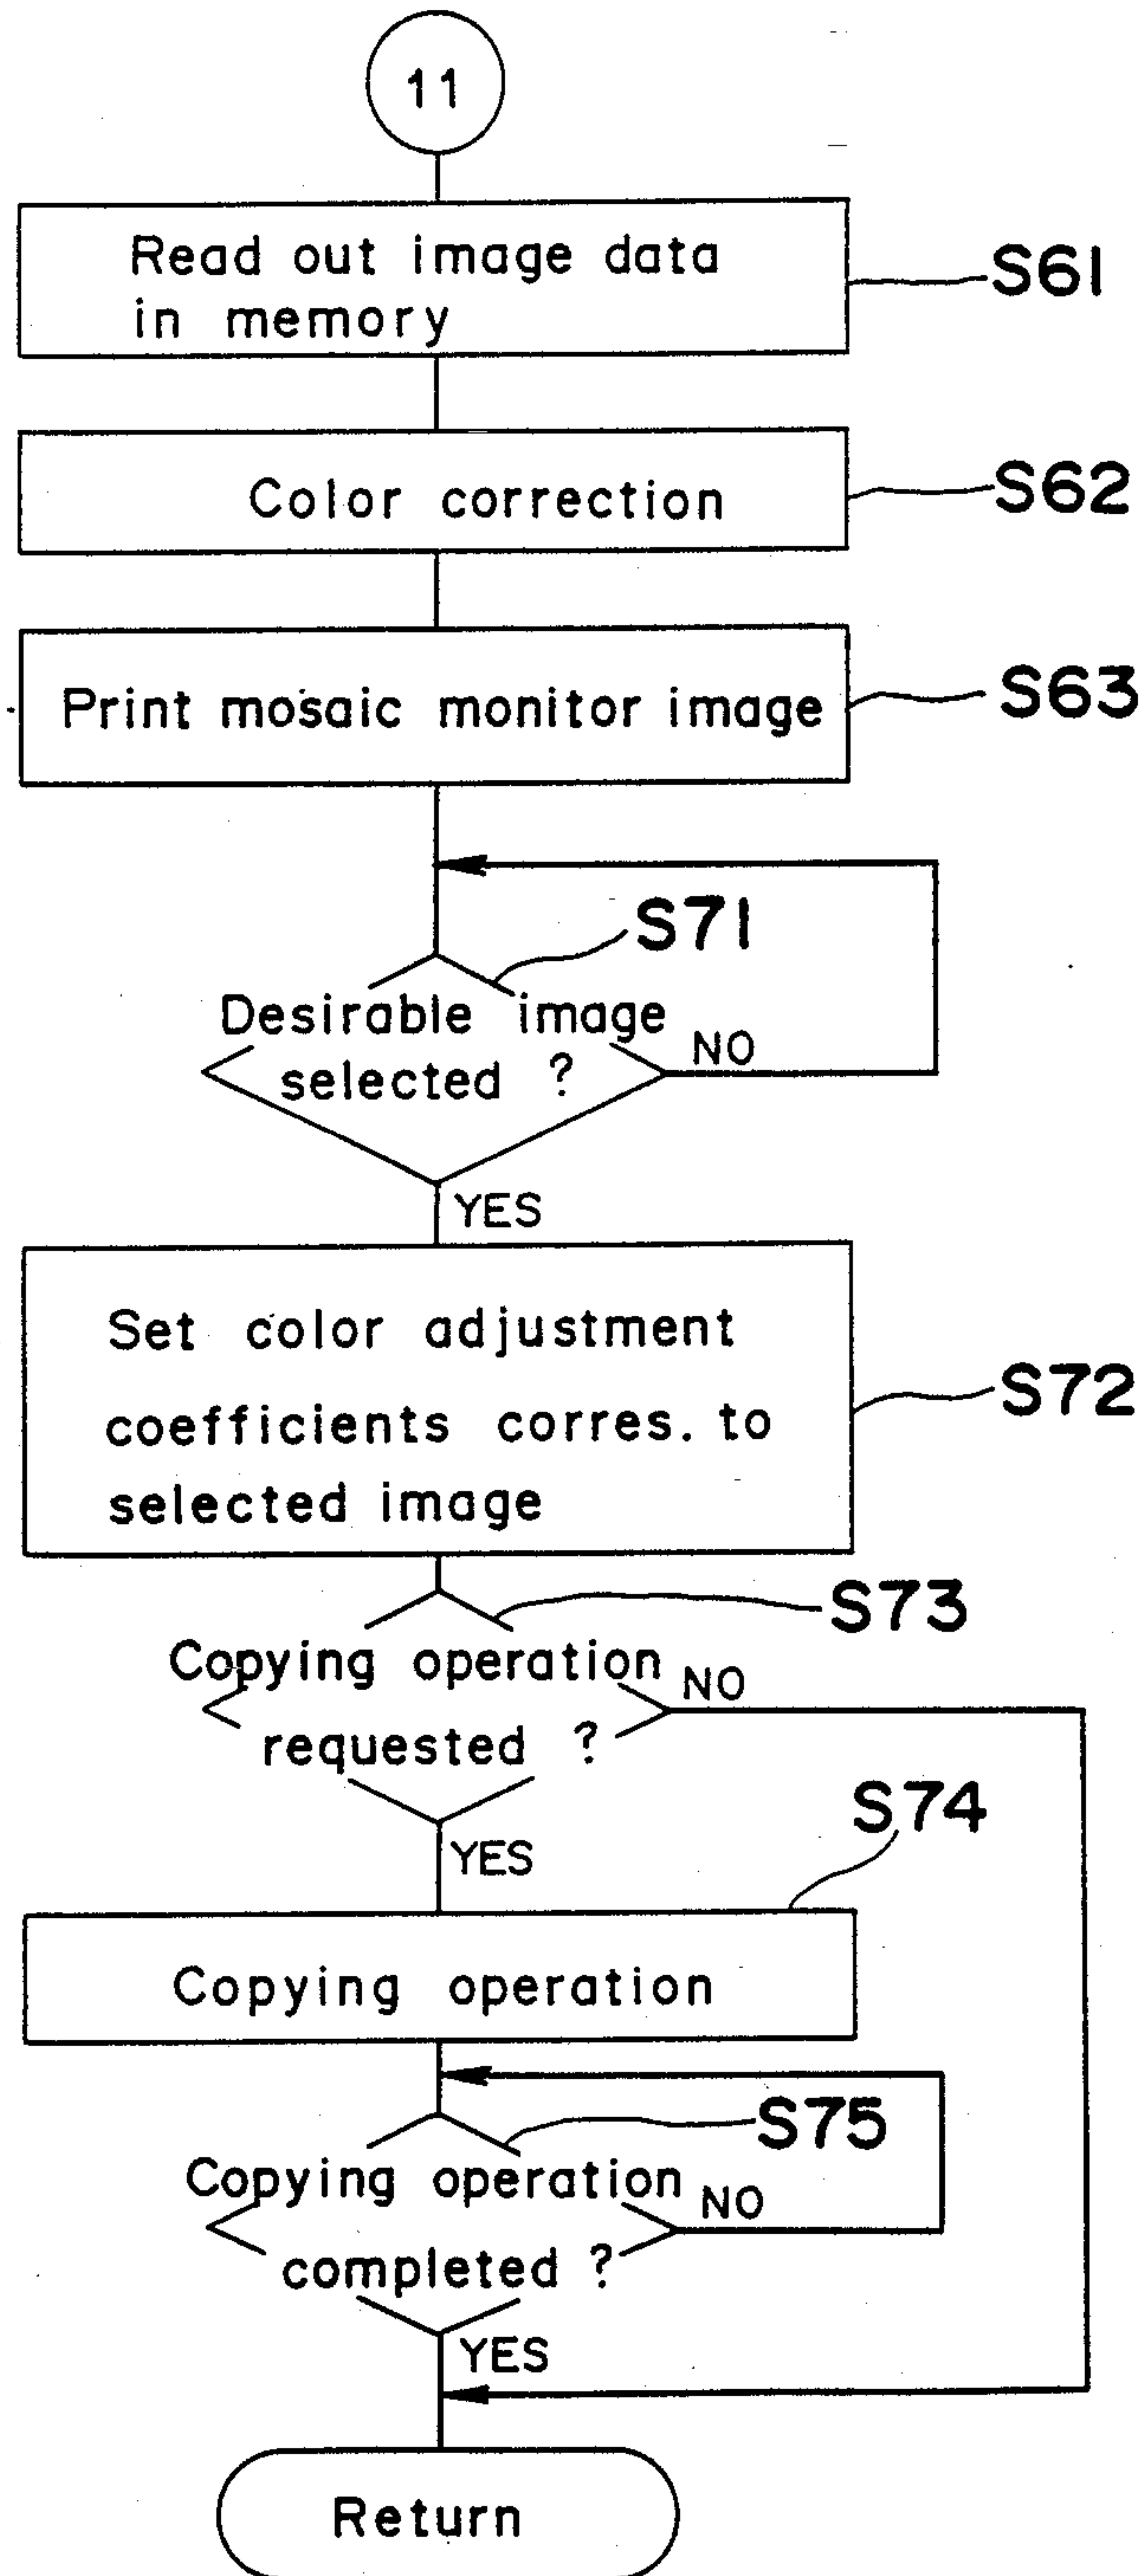 11
Read out image data
in memory
S61
Color correction
S62
Print mosaic monitor image
S63
S71
Desirable image
selected ?
NO
YES
Set color adjustment
coefficients corres. to
selected image
S72
S73
Copying operation
requested ?
NO
YES
S74
Copying operation
S75
Copying operation
completed ?
NO
YES
Return